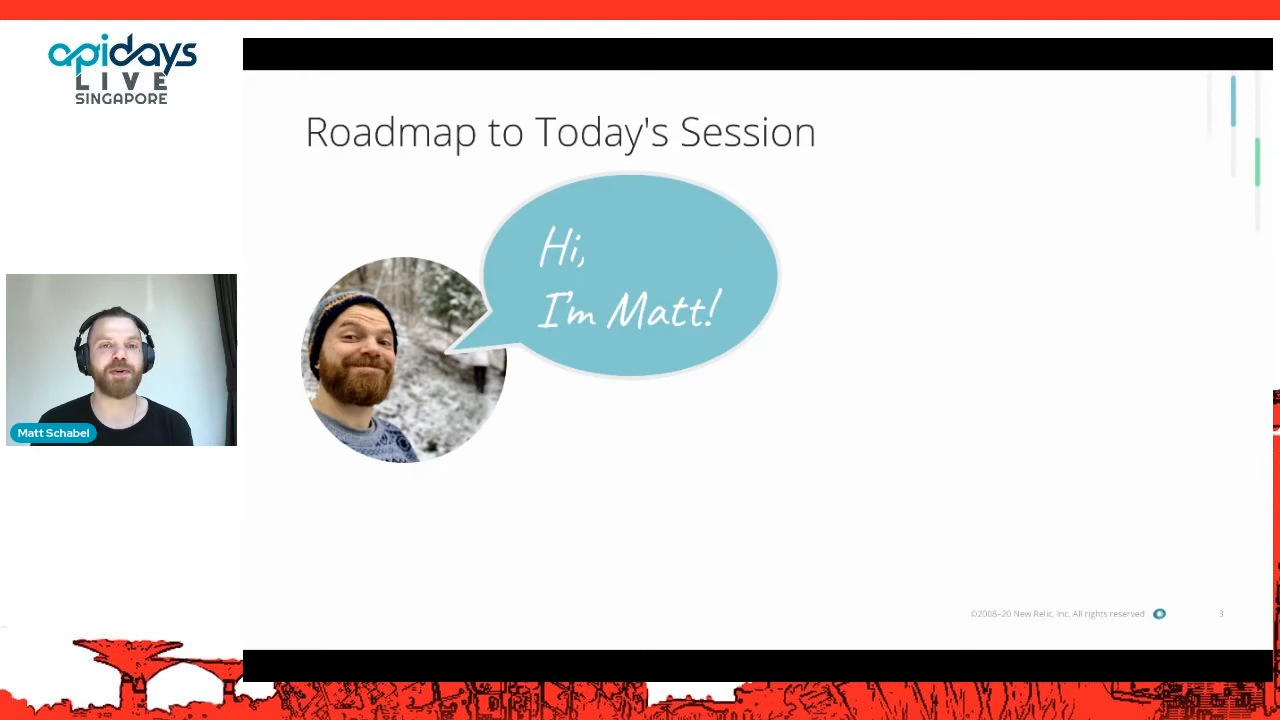 apidays
LIVE
SINGAPORE
Roadmap to Today's Session
Hi,
I'm Matt!
Matt Schabel
©2008–20 New Relic, Inc. All rights reserved
3